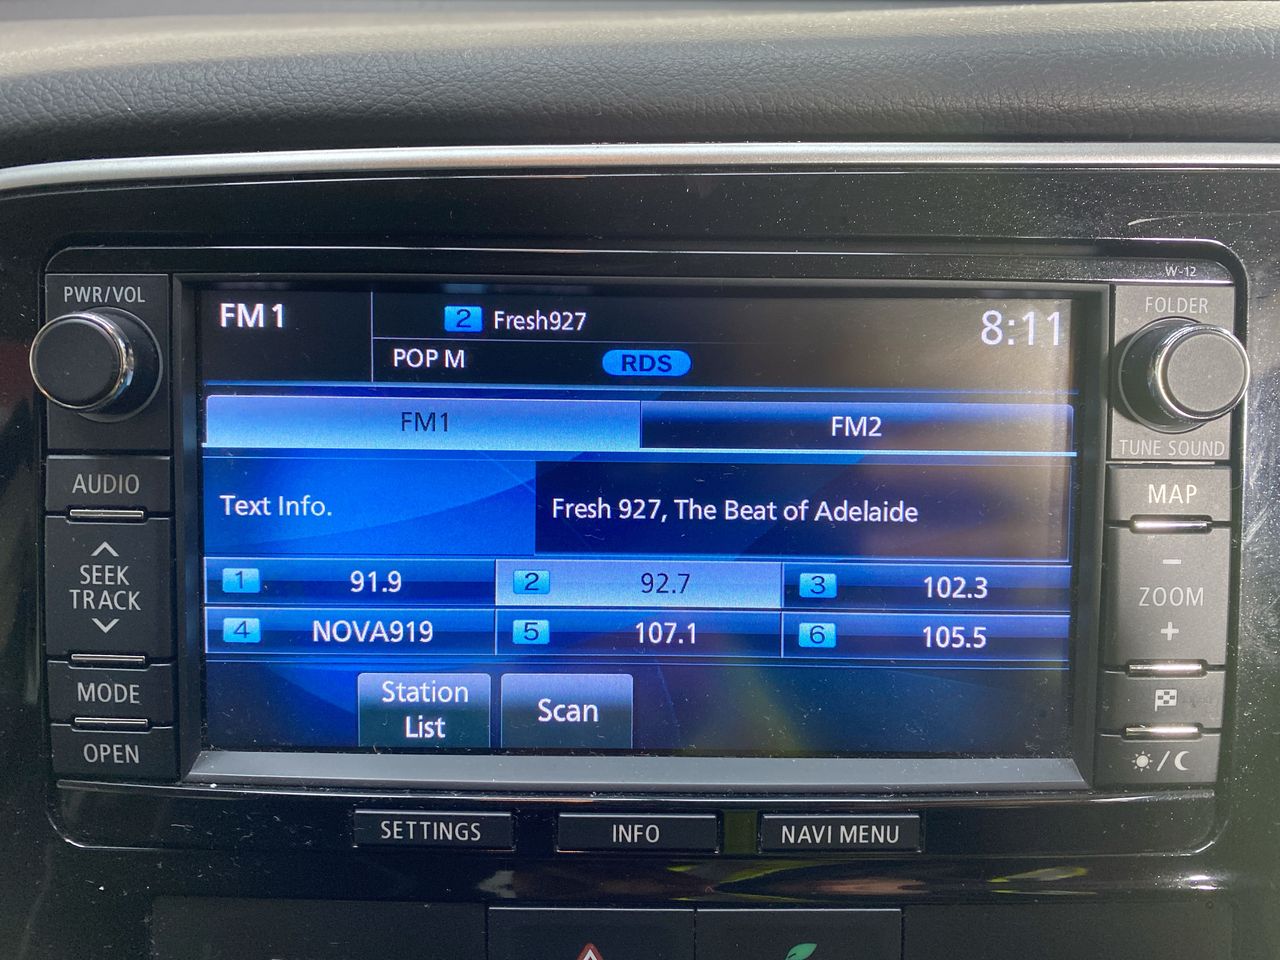 W-12
PWR/VOL
FOLDER
FM 1
2 Fresh927
8:11
POP M
RDS
FM1
FM2
TUNE SOUND
AUDIO
MAP
Text Info.
Fresh 927, The Beat of Adelaide
SEEK
TRACK
ZOOM
1 91.9
2 92.7
3 102.3
4 NOVA919
5 107.1
6 105.5
MODE
Station
List
Scan
OPEN
SETTINGS
INFO
NAVI MENU